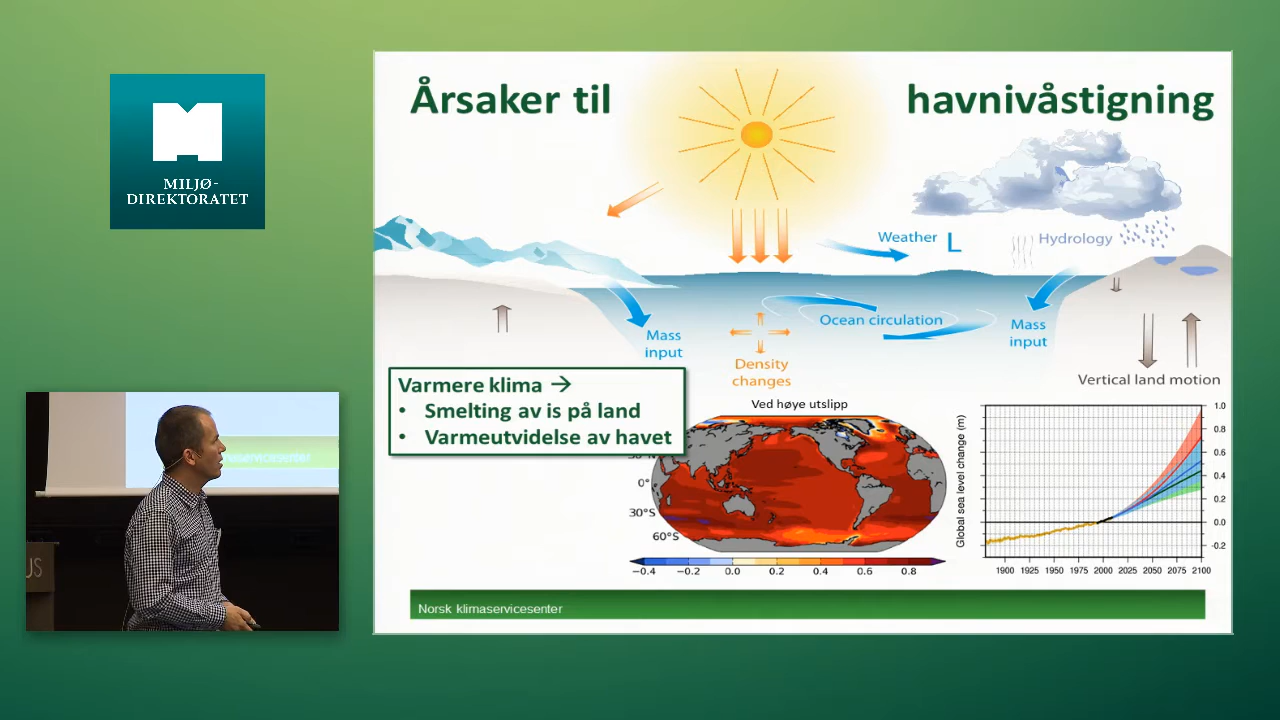 MILJØ-
DIREKTORATET
Årsaker til havnivåstigning
Weather L
Hydrology
Mass
input
Density
changes
Ocean circulation
Mass
input
Vertical land motion
Varmere klima →
• Smelting av is på land
• Varmeutvidelse av havet
Ved høye utslipp
0°
30°S
60°S
−0.4 −0.2 0.0 0.2 0.4 0.6 0.8
Global sea level change (m)
1.0
0.8
0.6
0.4
0.2
0.0
-0.2
1900 1925 1950 1975 2000 2025 2050 2075 2100
Norsk klimaservicesenter